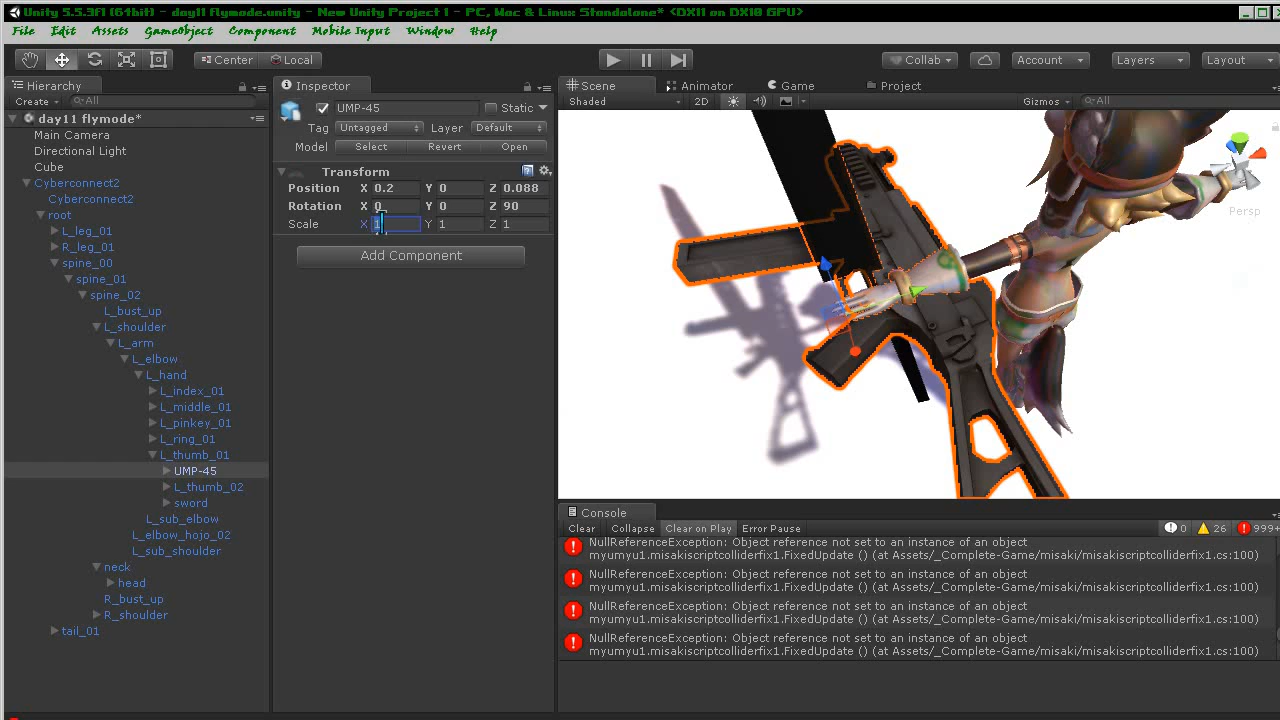 Unity 5.5.3f1 (64bit) - day11 flymode.unity - New Unity Project 1 - PC, Mac & Linux Standalone* <DX11 on DX10 GPU>
File Edit Assets GameObject Component Mobile Input Window Help
Center Local Collab Account Layers Layout
Hierarchy
Create All
day11 flymode*
Main Camera
Directional Light
Cube
Cyberconnect2
Cyberconnect2
root
L_leg_01
R_leg_01
spine_00
spine_01
spine_02
L_bust_up
L_shoulder
L_arm
L_elbow
L_hand
L_index_01
L_middle_01
L_pinkey_01
L_ring_01
L_thumb_01
UMP-45
L_thumb_02
sword
L_sub_elbow
L_elbow_hojo_02
L_sub_shoulder
neck
head
R_bust_up
R_shoulder
tail_01
Inspector
UMP-45 Static
Tag Untagged Layer Default
Model Select Revert Open
Transform
Position X 0.2 Y 0 Z 0.088
Rotation X 0 Y 0 Z 90
Scale X 1 Y 1 Z 1
Add Component
Scene Animator Game Project
Shaded 2D Gizmos All
Persp
Console
Clear Collapse Clear on Play Error Pause 0 26 999+
NullReferenceException: Object reference not set to an instance of an object
myumyu1.misakiscriptcolliderfix1.FixedUpdate () (at Assets/_Complete-Game/misaki/misakiscriptcolliderfix1.cs:100)
NullReferenceException: Object reference not set to an instance of an object
myumyu1.misakiscriptcolliderfix1.FixedUpdate () (at Assets/_Complete-Game/misaki/misakiscriptcolliderfix1.cs:100)
NullReferenceException: Object reference not set to an instance of an object
myumyu1.misakiscriptcolliderfix1.FixedUpdate () (at Assets/_Complete-Game/misaki/misakiscriptcolliderfix1.cs:100)
NullReferenceException: Object reference not set to an instance of an object
myumyu1.misakiscriptcolliderfix1.FixedUpdate () (at Assets/_Complete-Game/misaki/misakiscriptcolliderfix1.cs:100)